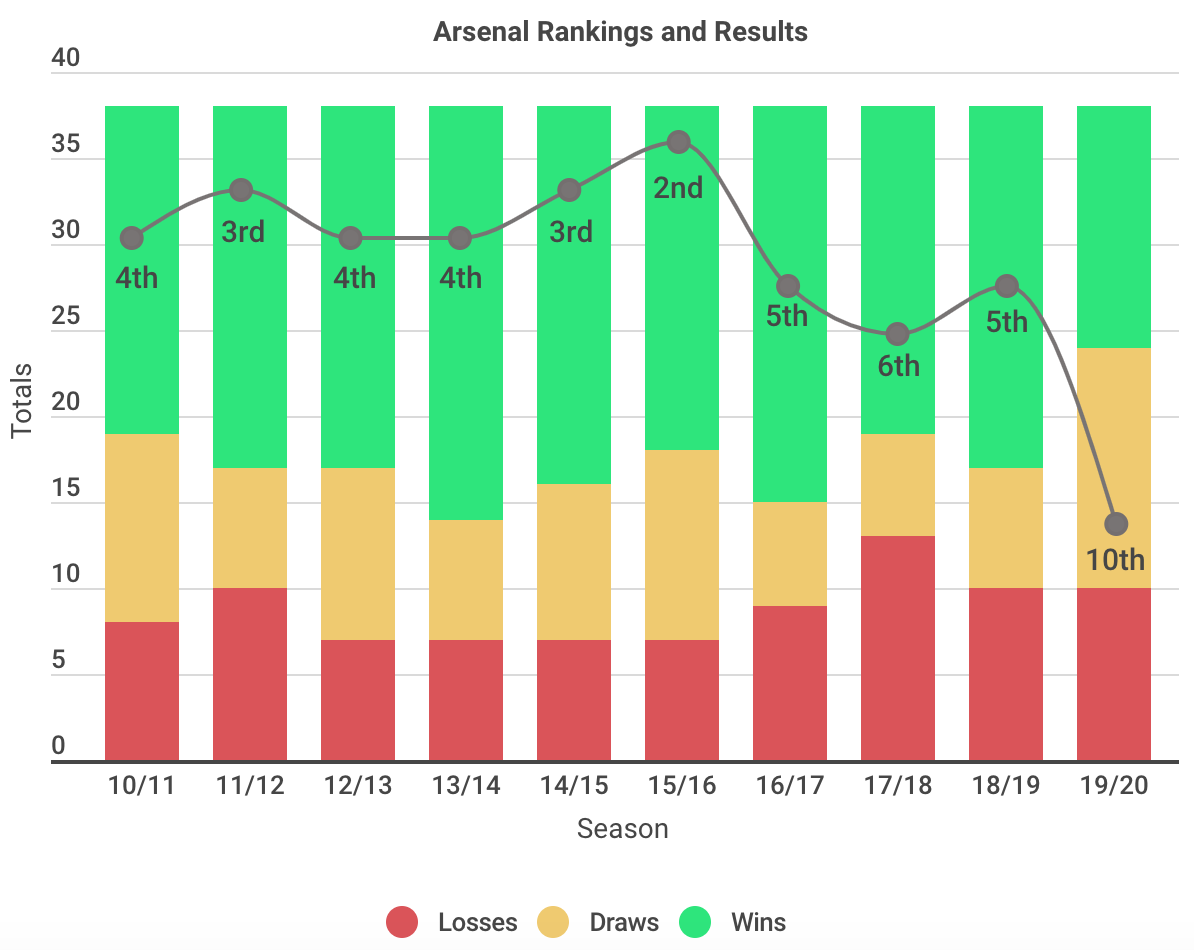 Arsenal Rankings and Results
40
35
30
25
20
15
10
5
0
Totals
4th
3rd
4th
4th
3rd
2nd
5th
6th
5th
10th
10/11 11/12 12/13 13/14 14/15 15/16 16/17 17/18 18/19 19/20
Season
Losses Draws Wins